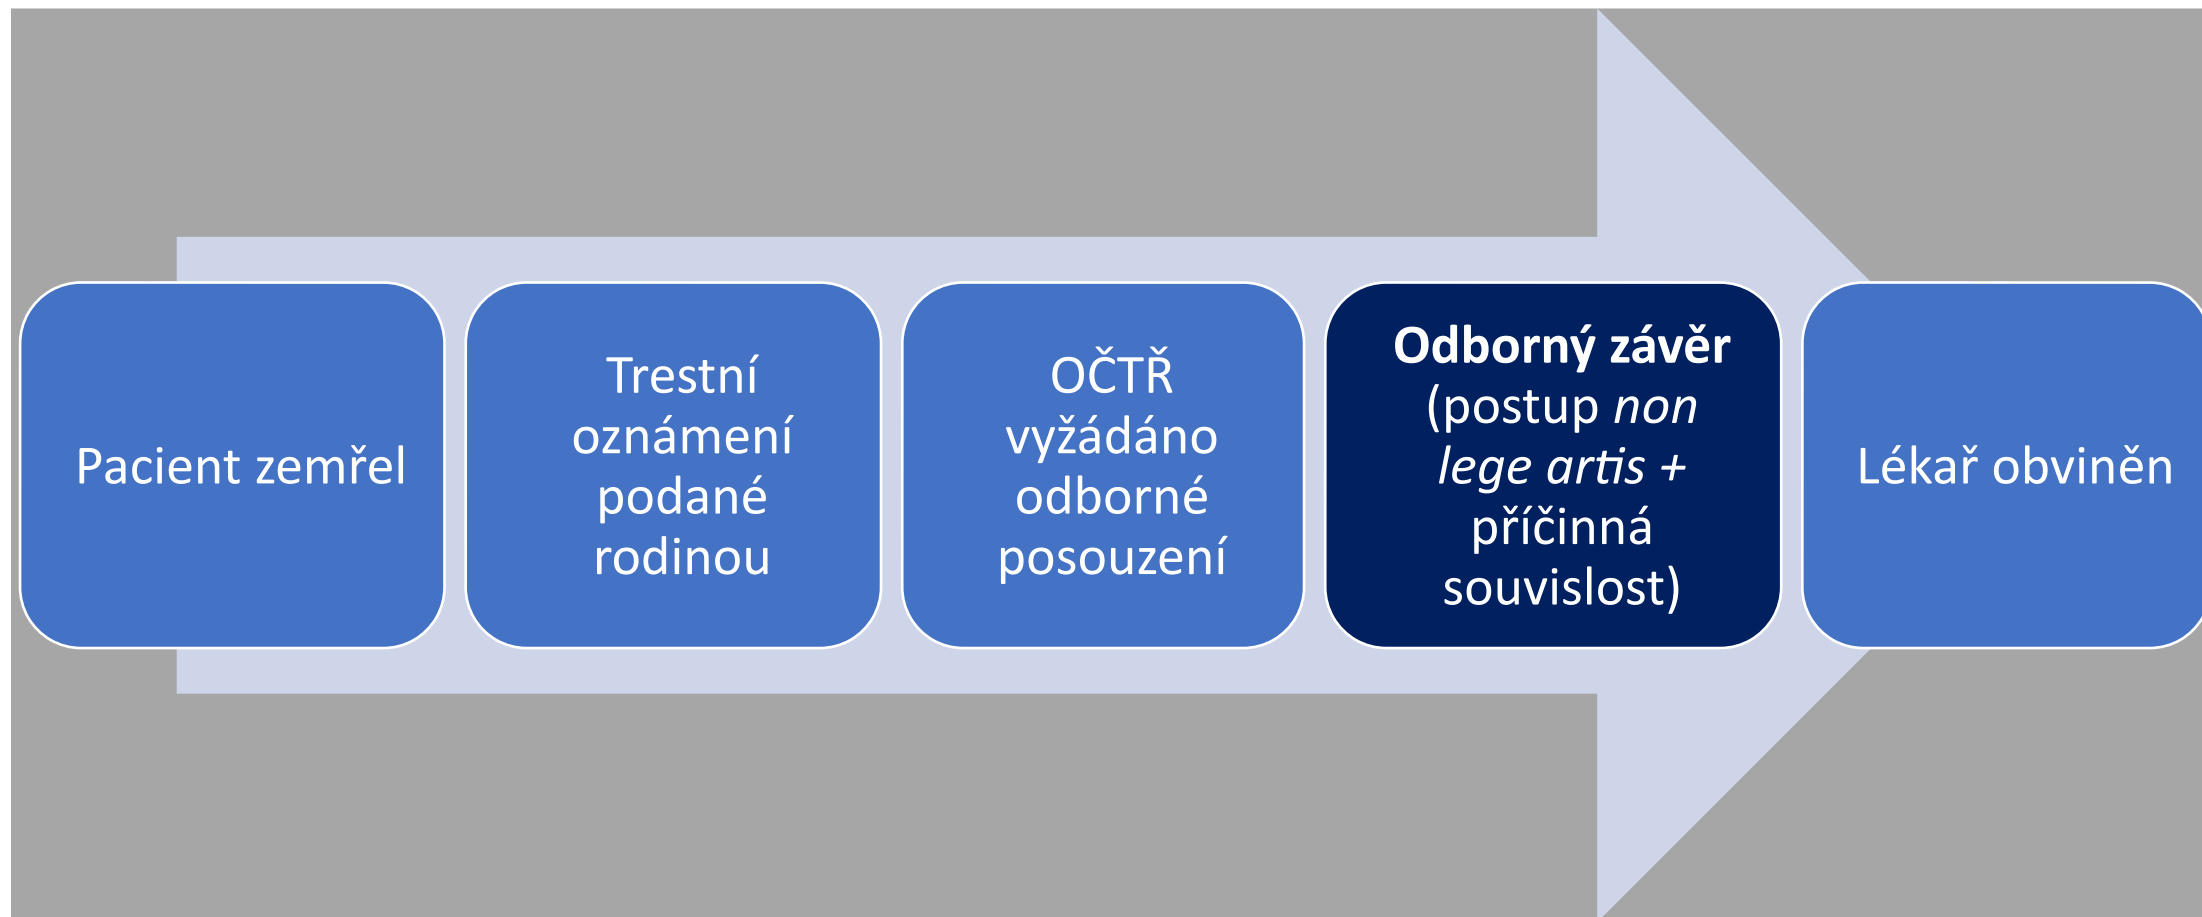 Pacient zemřel
Trestní
oznámení
podané
rodinou
OČTŘ
vyžádáno
odborné
posouzení
Odborný závěr
(postup non
lege artis +
příčinná
souvislost)
Lékař obviněn